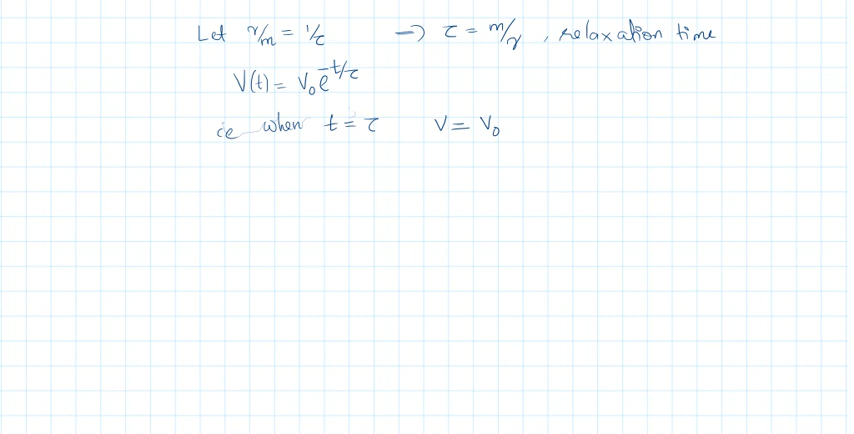 Let γ/m = 1/τ → τ = m/γ , relaxation time
V(t) = V₀e^-t/τ
ie when t = τ V = V₀